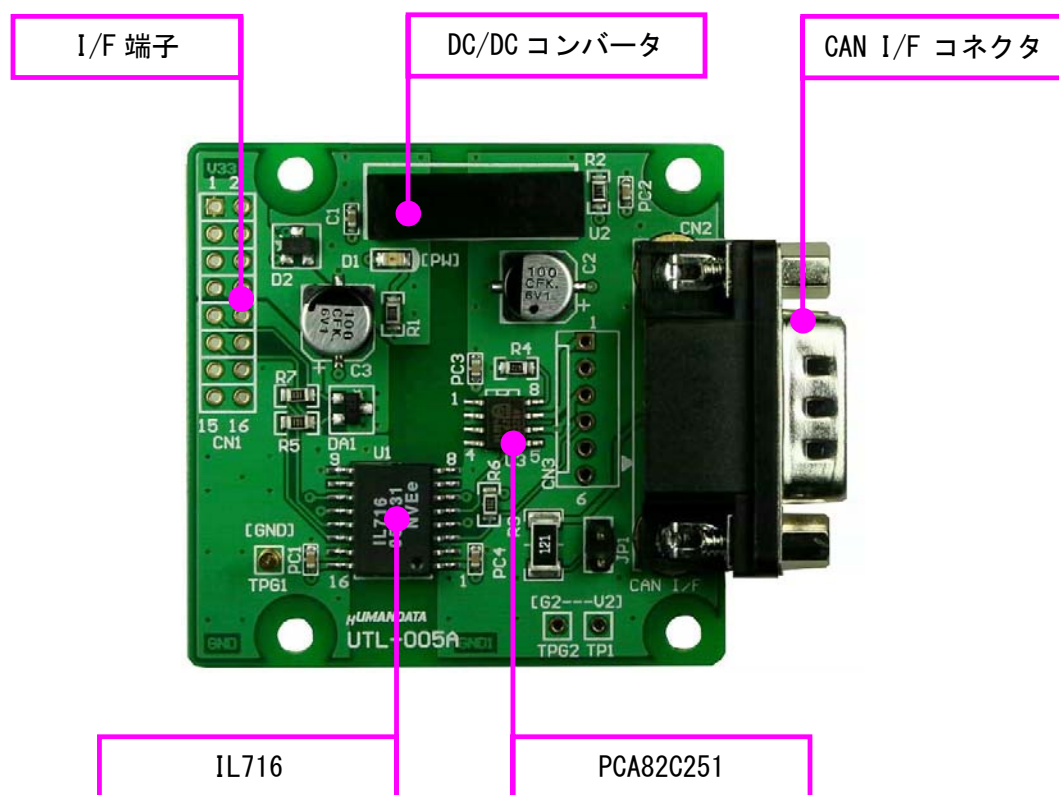 I/F 端子
DC/DC コンバータ
CAN I/F コネクタ
V33
1 2
C1
R2
PC2
U2
CN2
D2
D1
[PW]
C2
100
CFK.
6V1
100
CFK.
6V1
R1
C3
1
PC3
R4
1
8
4
5
R7
R5
15 16
CN1
DA1
U1
9
8
IL716
NVEe
R6
CN3
6
R3
121
JP1
[GND]
TPG1
PC1
16
1
PC4
CAN I/F
HUMANDATA
UTL-005A
GND
GND1
[G2---V2]
TPG2 TP1
IL716
PCA82C251